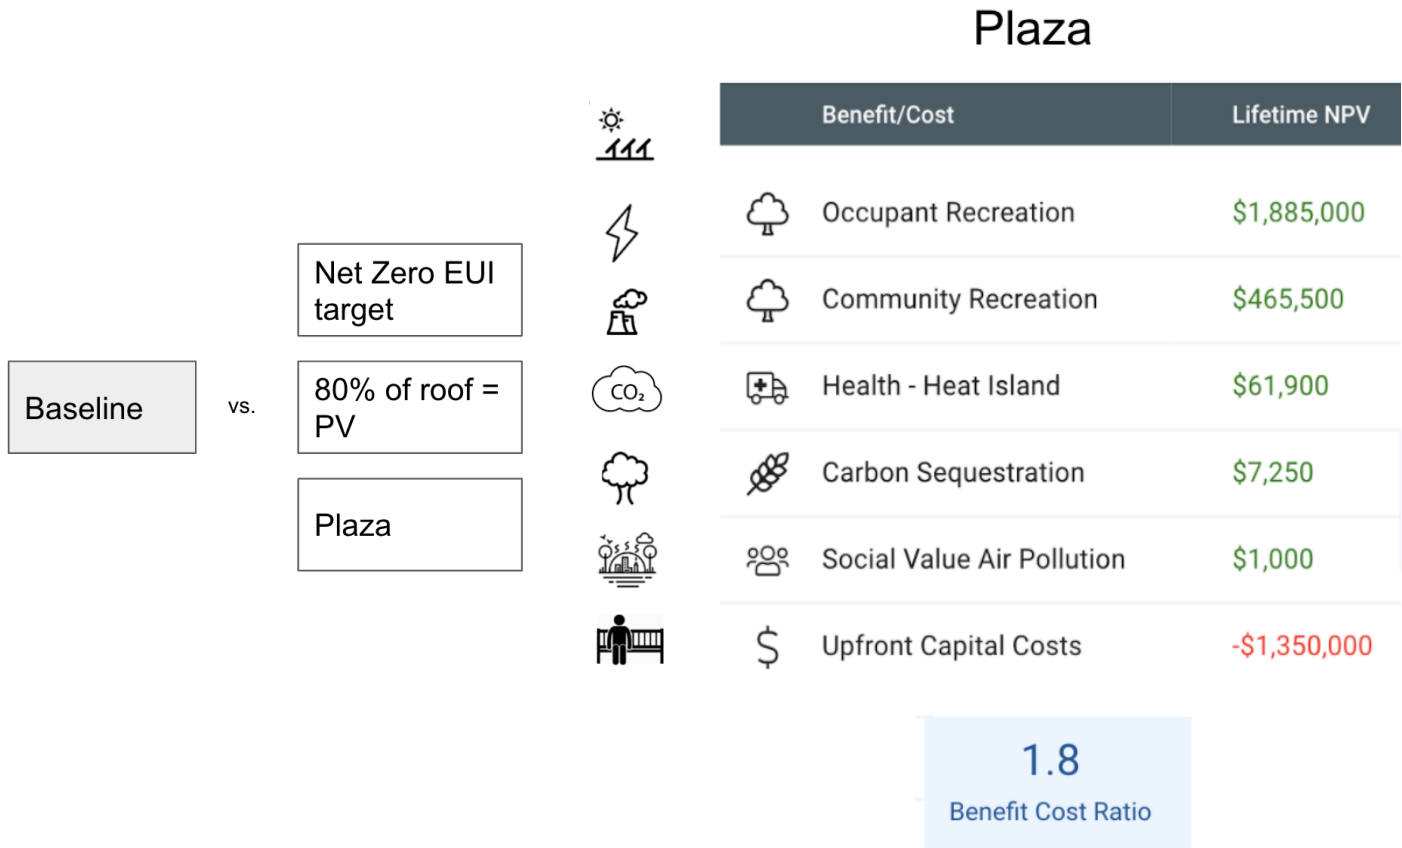 Plaza
Baseline
vs.
Net Zero EUI
target
80% of roof =
PV
Plaza
CO₂
Benefit/Cost Lifetime NPV
Occupant Recreation $1,885,000
Community Recreation $465,500
Health - Heat Island $61,900
Carbon Sequestration $7,250
Social Value Air Pollution $1,000
$ Upfront Capital Costs -$1,350,000
1.8
Benefit Cost Ratio